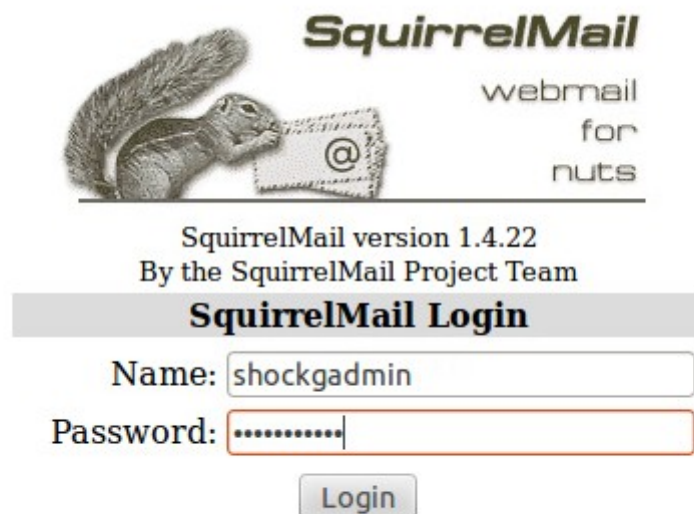 SquirrelMail
webmail
for
nuts
@
SquirrelMail version 1.4.22
By the SquirrelMail Project Team
SquirrelMail Login
Name: shockgadmin
Password: •••••••••••
Login